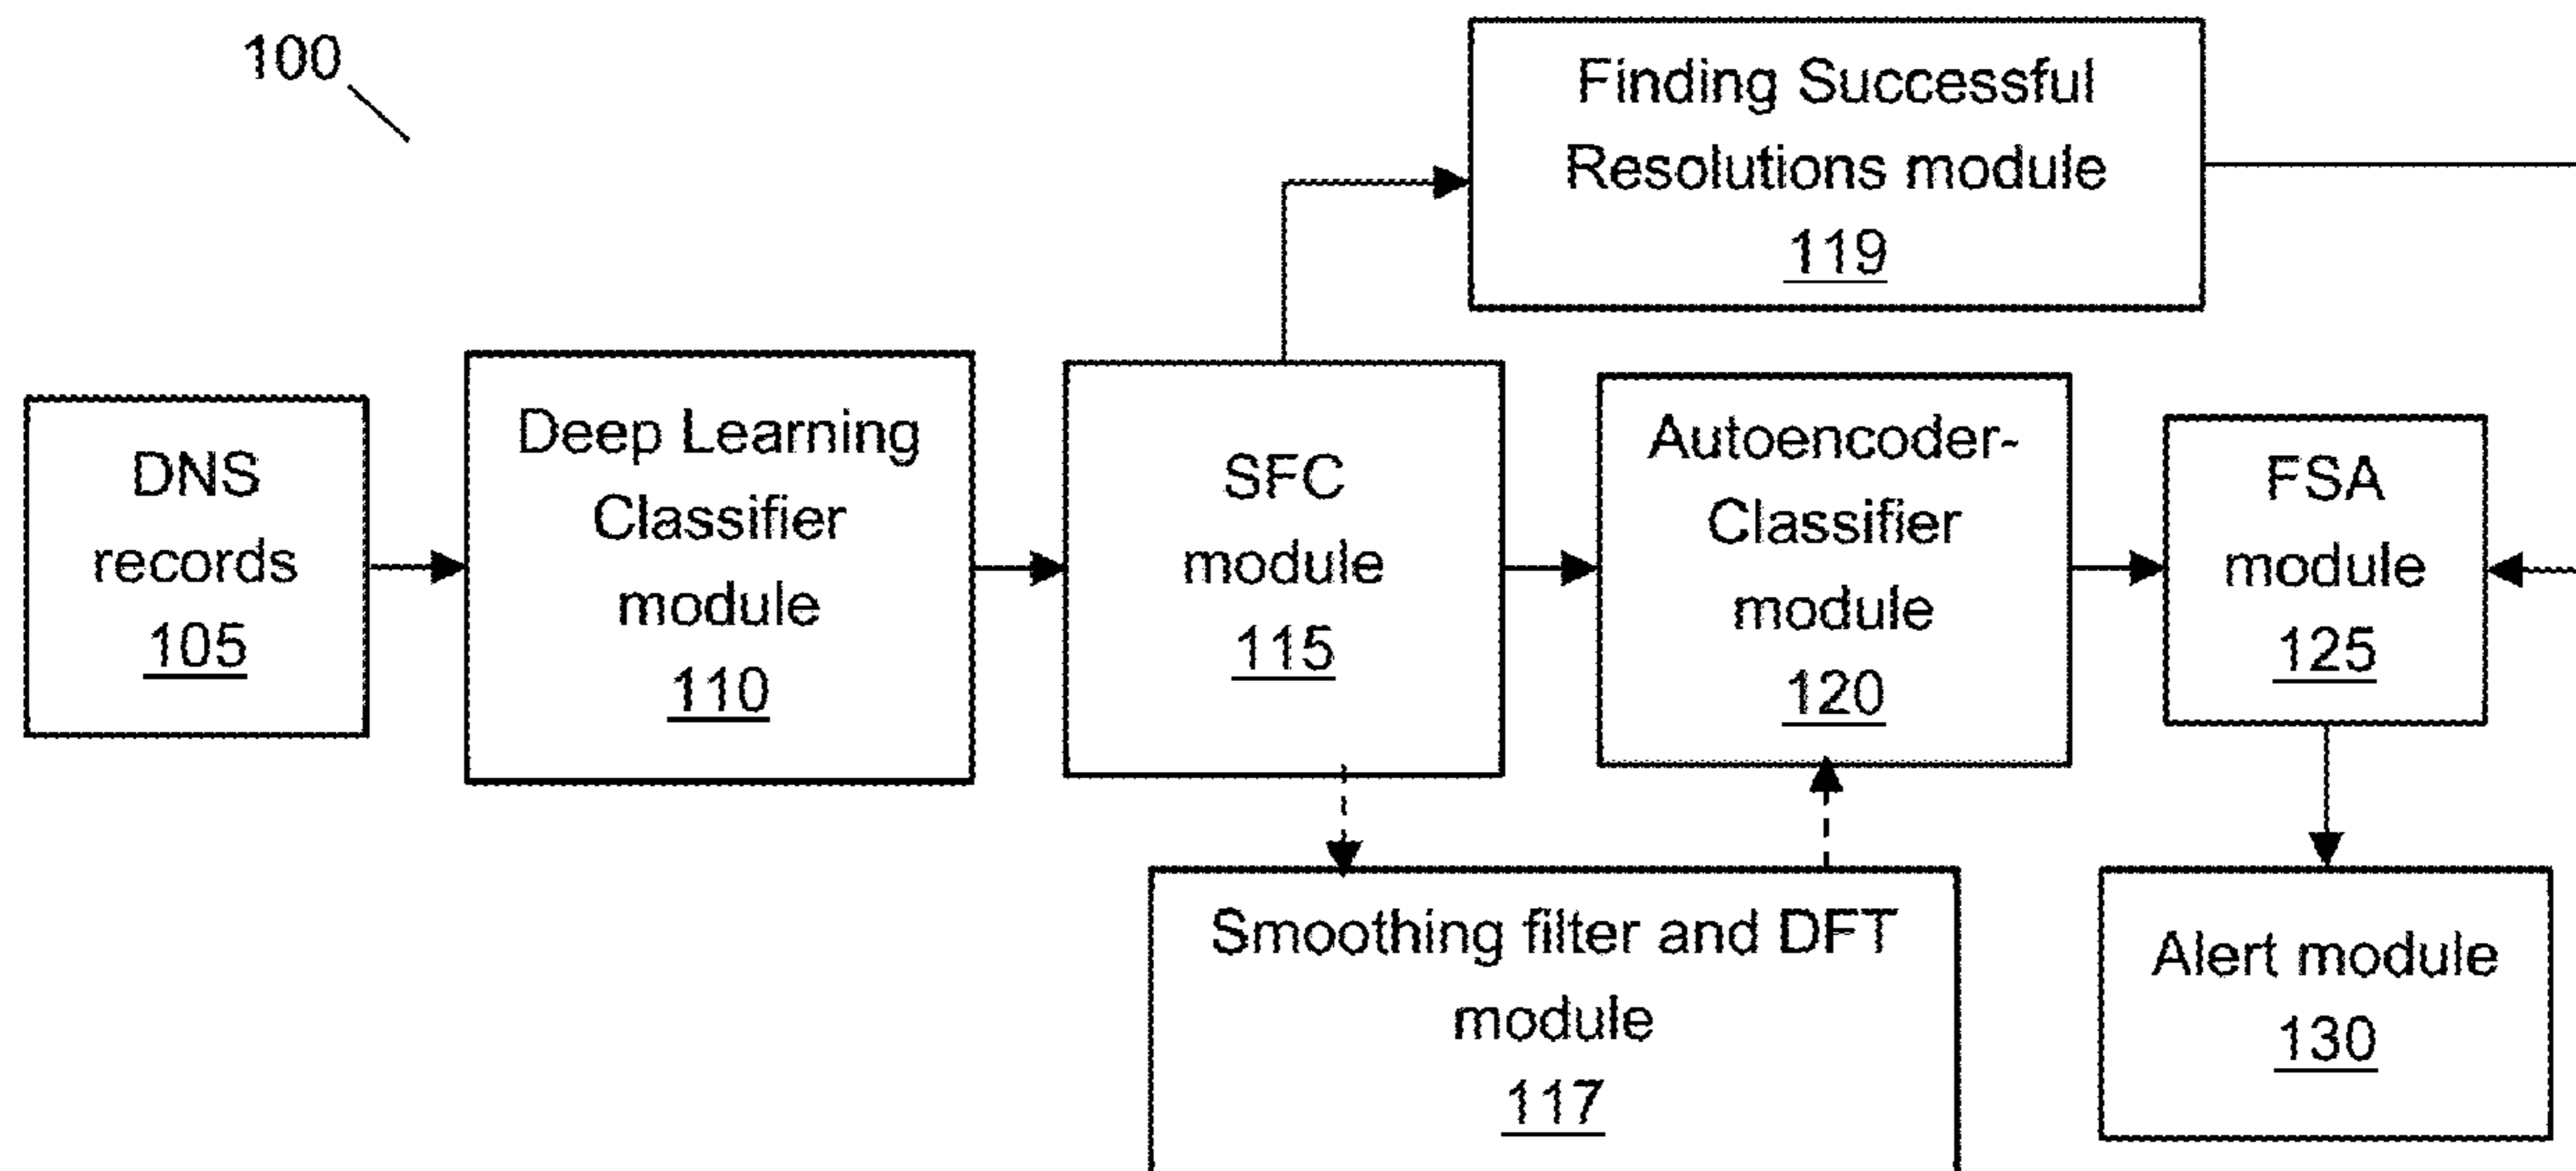 100
Finding Successful
Resolutions module
119
DNS
records
105
Deep Learning
Classifier
module
110
SFC
module
115
Autoencoder-
Classifier
module
120
FSA
module
125
Smoothing filter and DFT
module
117
Alert module
130